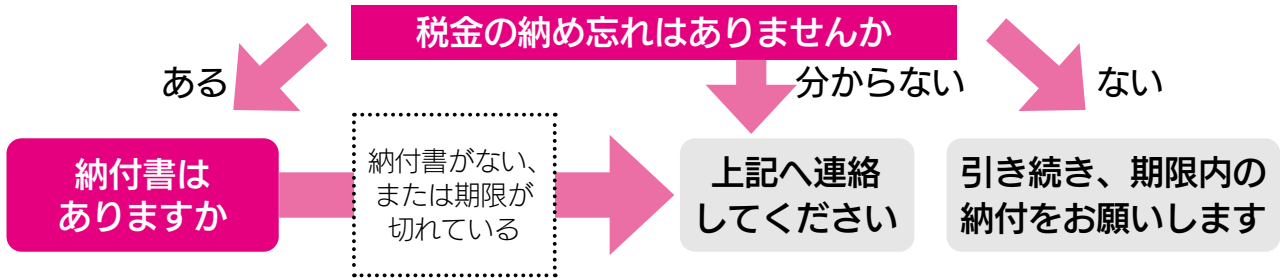 税金の納め忘れはありませんか
ある
分からない
ない
納付書は
ありますか
納付書がない、
または期限が
切れている
上記へ連絡
してください
引き続き、期限内の
納付をお願いします